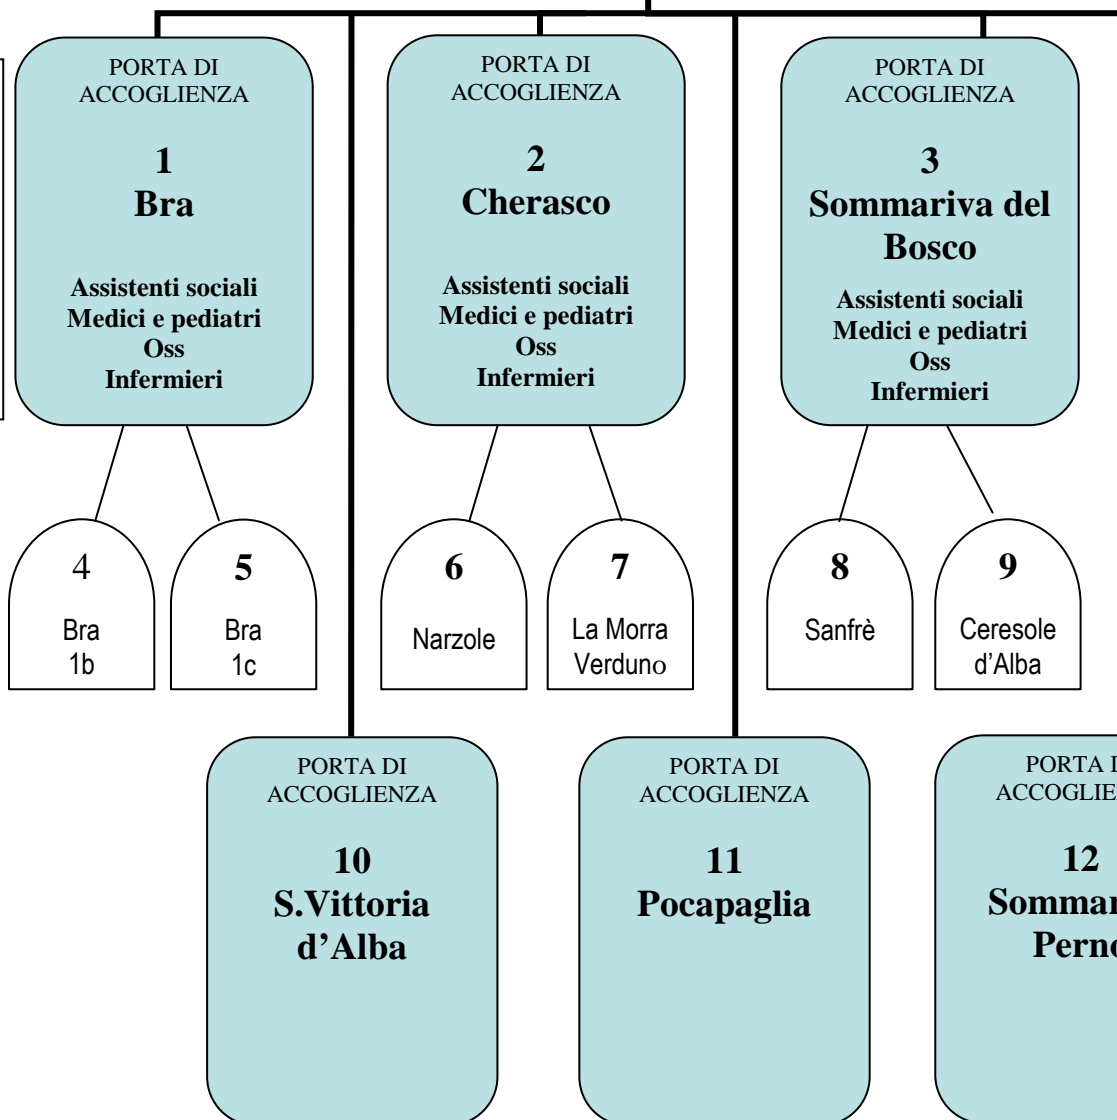 PORTA DI
ACCOGLIENZA
1
Bra
Assistenti sociali
Medici e pediatri
Oss
Infermieri
PORTA DI
ACCOGLIENZA
2
Cherasco
Assistenti sociali
Medici e pediatri
Oss
Infermieri
PORTA DI
ACCOGLIENZA
3
Sommariva del
Bosco
Assistenti sociali
Medici e pediatri
Oss
Infermieri
4
Bra
1b
5
Bra
1c
6
Narzole
7
La Morra
Verduno
8
Sanfrè
9
Ceresole
d’Alba
PORTA DI
ACCOGLIENZA
10
S.Vittoria
d’Alba
PORTA DI
ACCOGLIENZA
11
Pocapaglia
PORTA
12